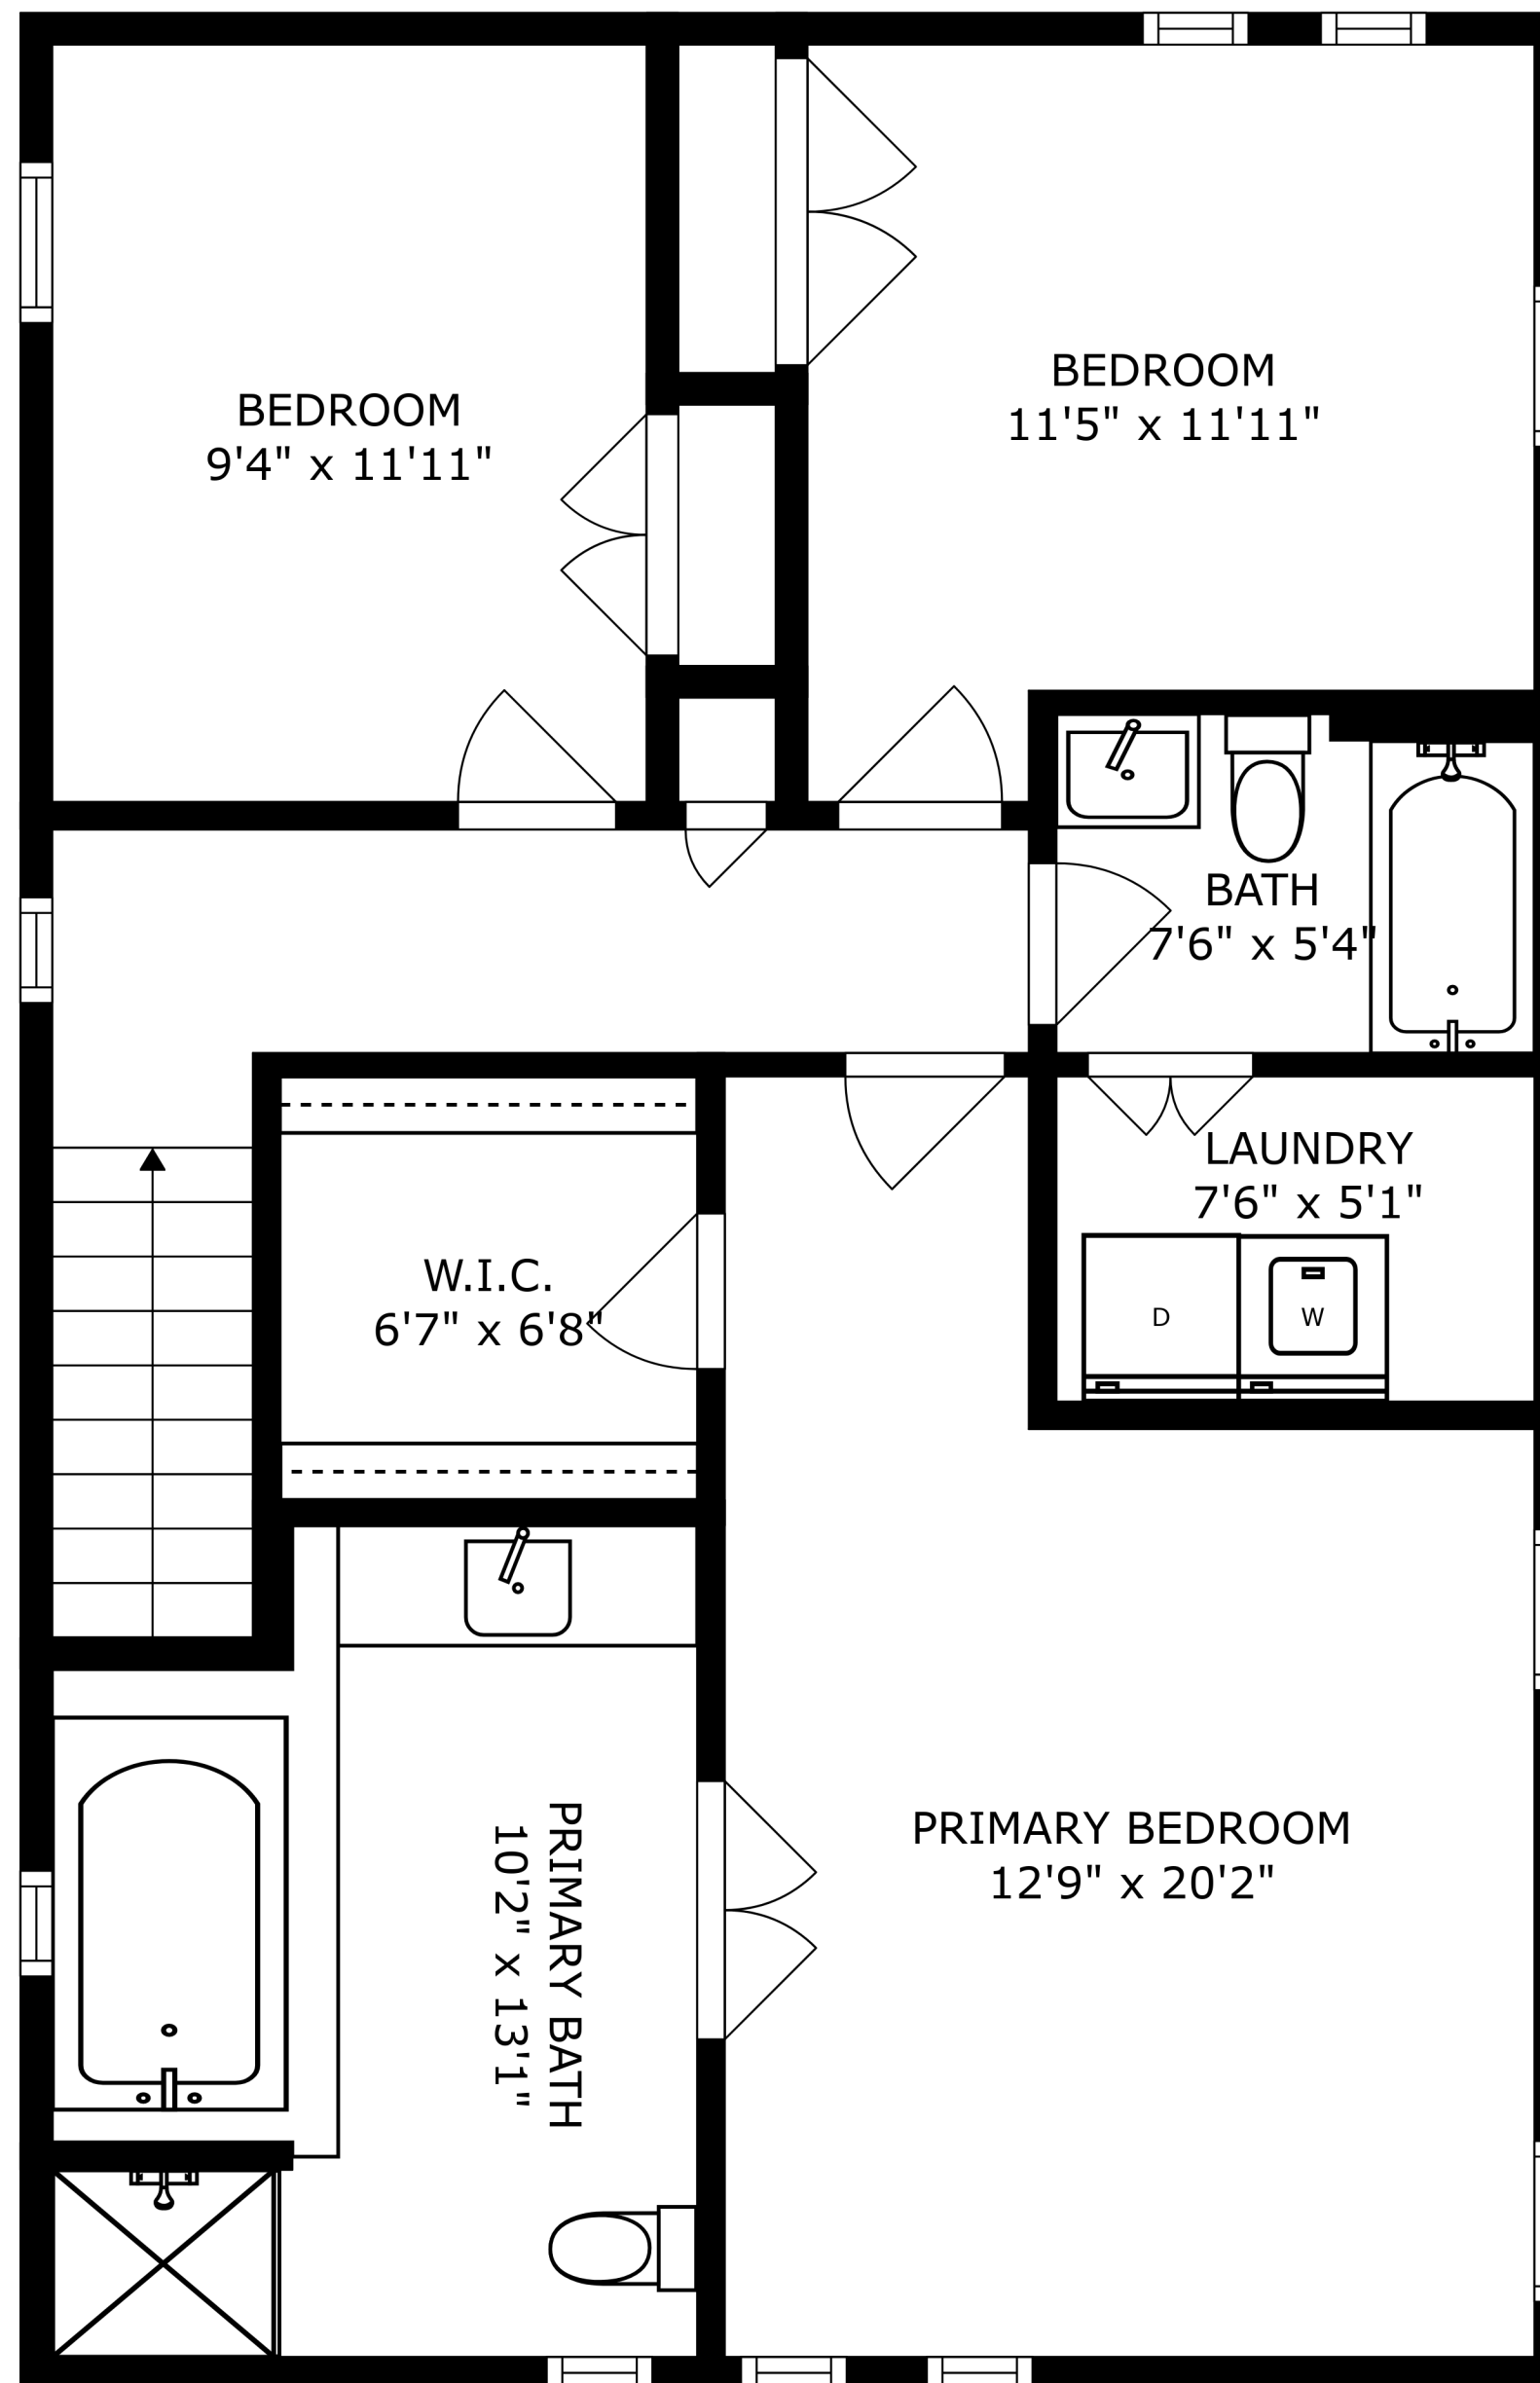 BEDROOM
9'4" x 11'11"
BEDROOM
11'5" x 11'11"
BATH
7'6" x 5'4"
LAUNDRY
7'6" x 5'1"
D
W
W.I.C.
6'7" x 6'8"
PRIMARY BATH
10'2" x 13'1"
PRIMARY BEDROOM
12'9" x 20'2"